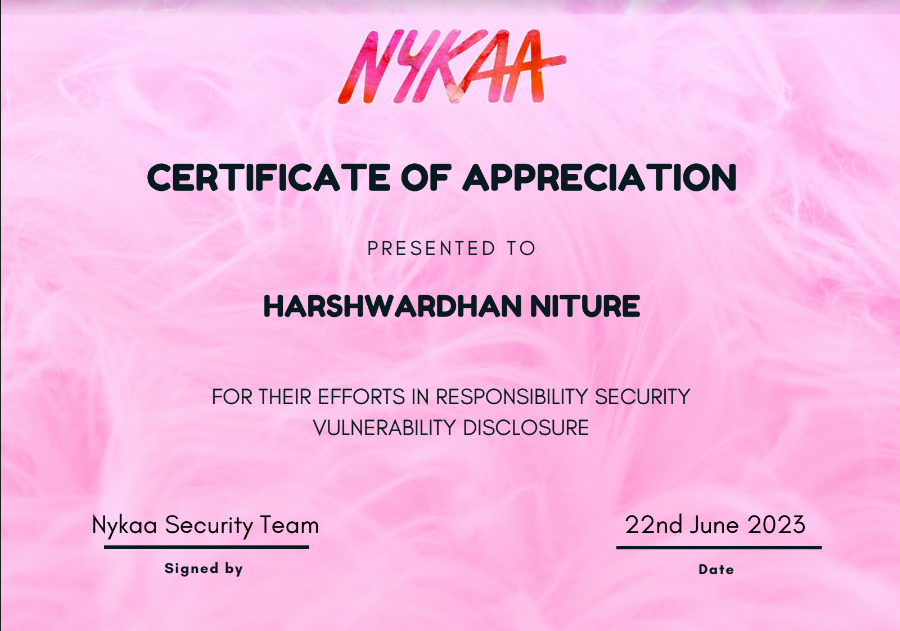 NYKAA
CERTIFICATE OF APPRECIATION
PRESENTED TO
HARSHWARDHAN NITURE
FOR THEIR EFFORTS IN RESPONSIBILITY SECURITY
VULNERABILITY DISCLOSURE
Nykaa Security Team
22nd June 2023
Signed by
Date